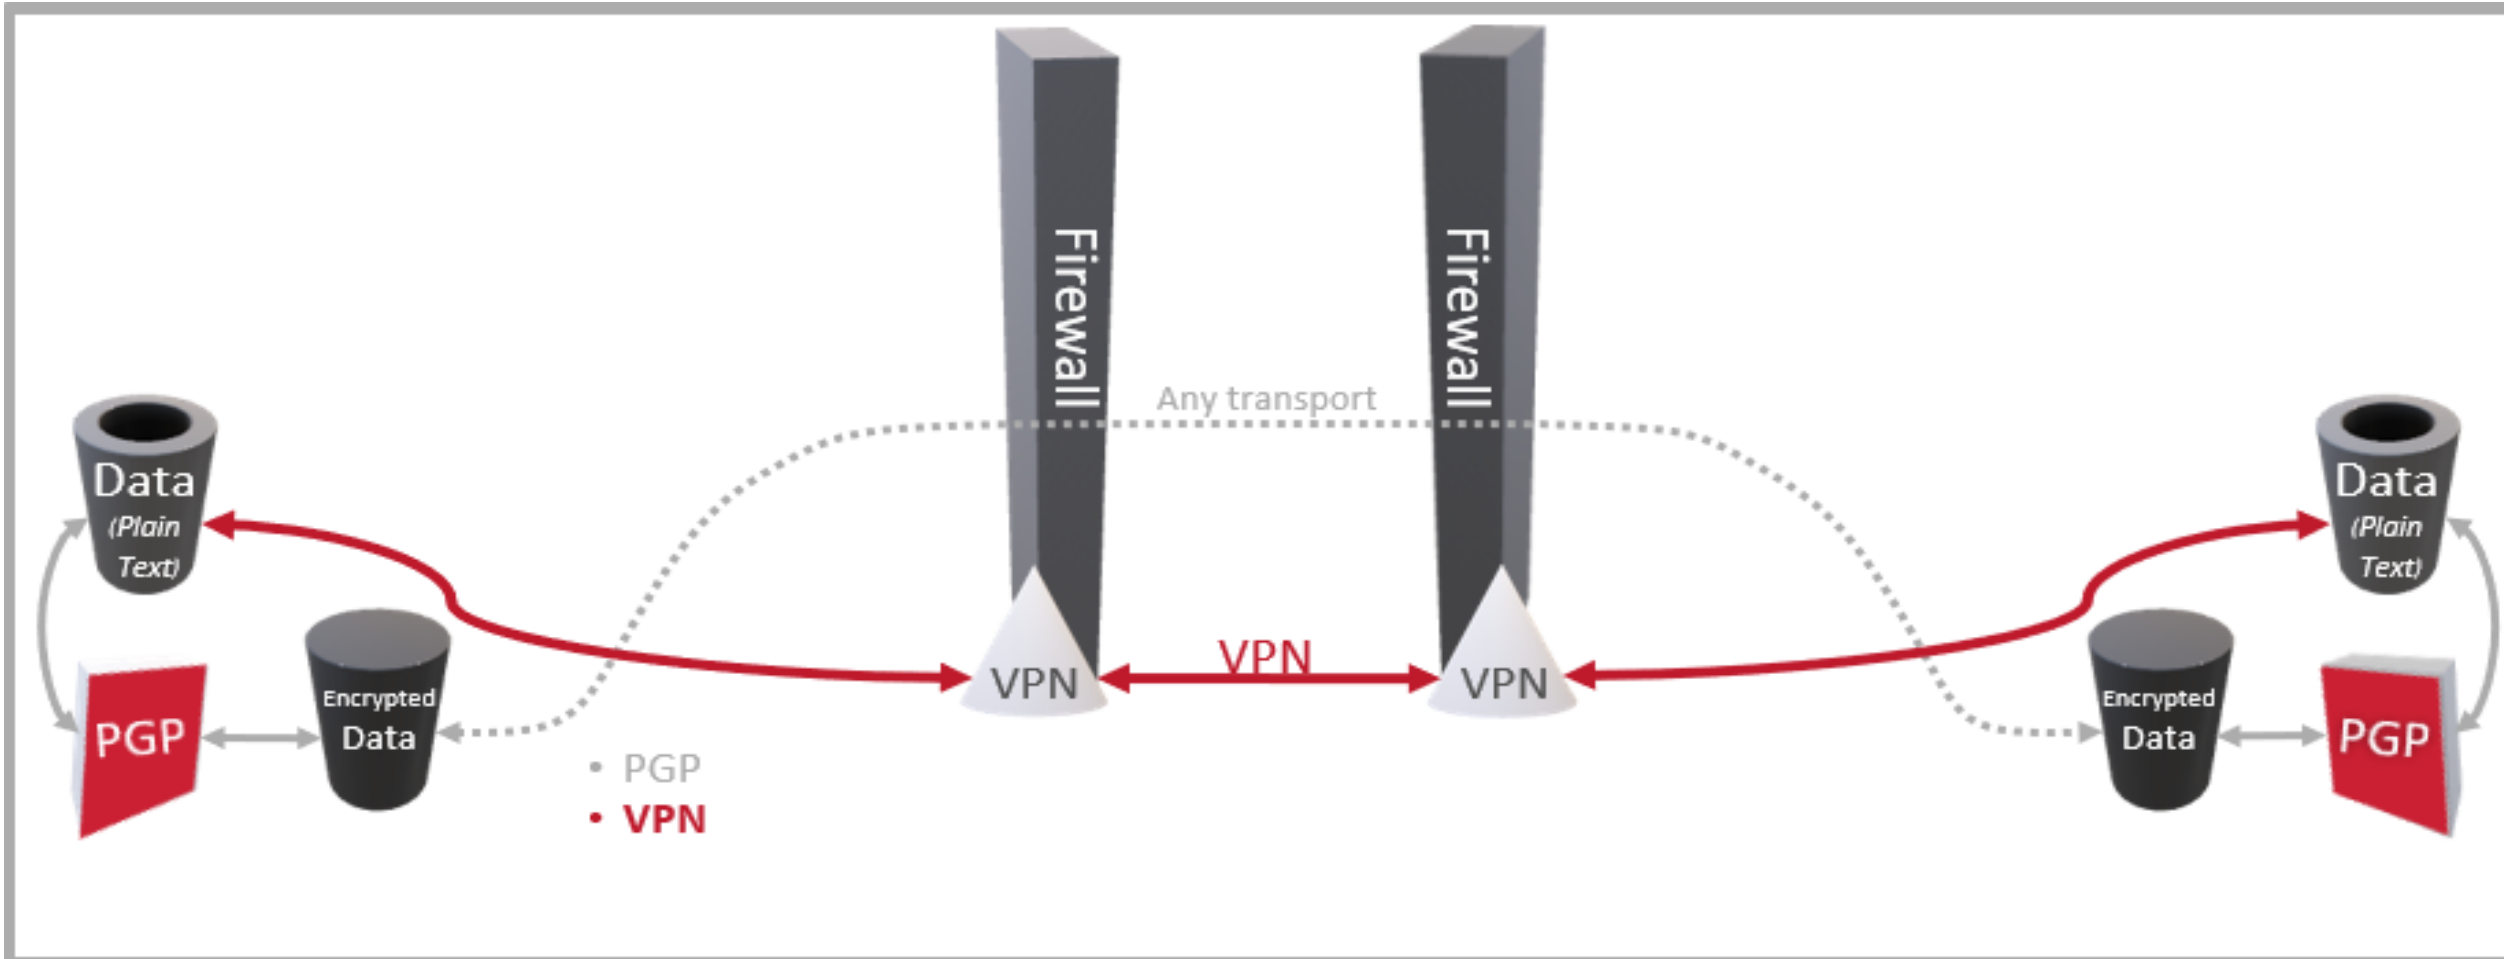 Firewall
Firewall
Any transport
Data
(Plain
Text)
Data
(Plain
Text)
Encrypted
Data
PGP
VPN
VPN
VPN
Encrypted
Data
PGP
• PGP
• VPN